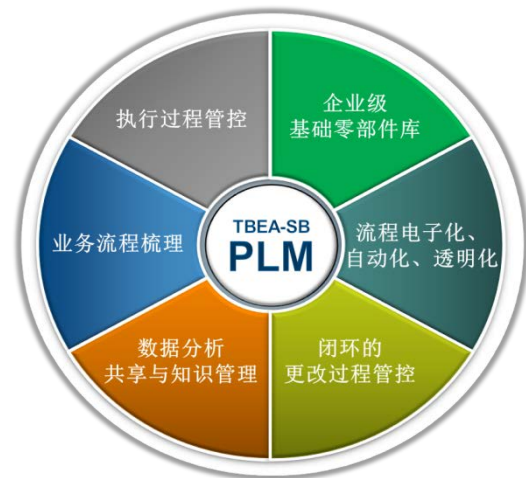 执行过程管控
企业级
基础零部件库
业务流程梳理
TBEA-SB
PLM
流程电子化、
自动化、透明化
数据分析
共享与知识管理
闭环的
更改过程管控